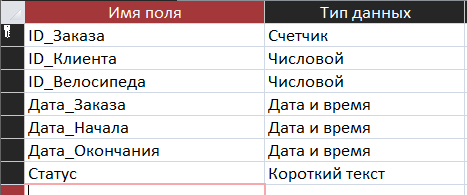 Имя поля Тип данных
ID_Заказа Счетчик
ID_Клиента Числовой
ID_Велосипеда Числовой
Дата_Заказа Дата и время
Дата_Начала Дата и время
Дата_Окончания Дата и время
Статус Короткий текст